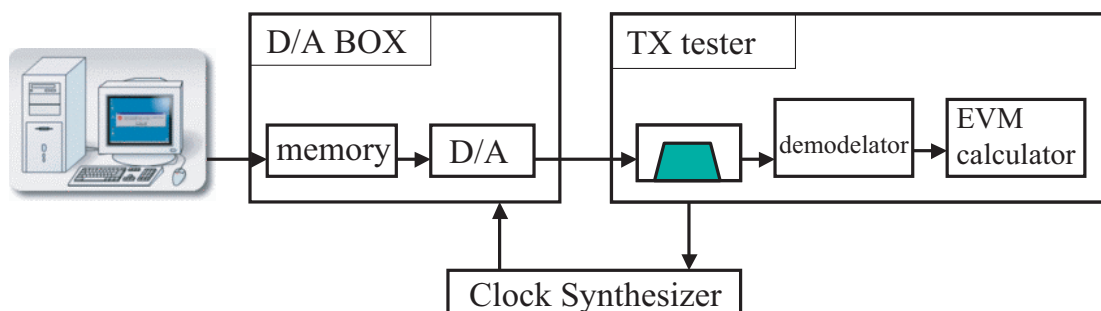 D/A BOX
TX tester
memory
D/A
demodelator
EVM
calculator
Clock Synthesizer